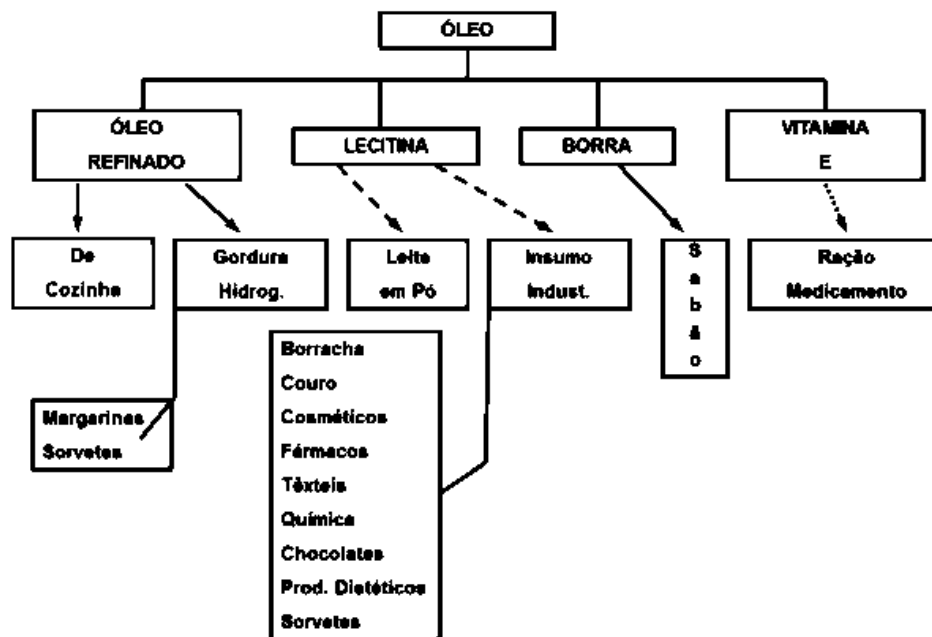 ÓLEO
ÓLEO
REFINADO
LECITINA
BORRA
VITAMINA
E
De
Cozinha
Gordura
Hidrog.
Leite
em Pó
Insumo
Indust.
S
a
b
ã
o
Ração
Medicamento
Margarinas
Sorvetes
Borracha
Couro
Cosméticos
Fármacos
Têxteis
Química
Chocolates
Prod. Dietéticos
Sorvetes